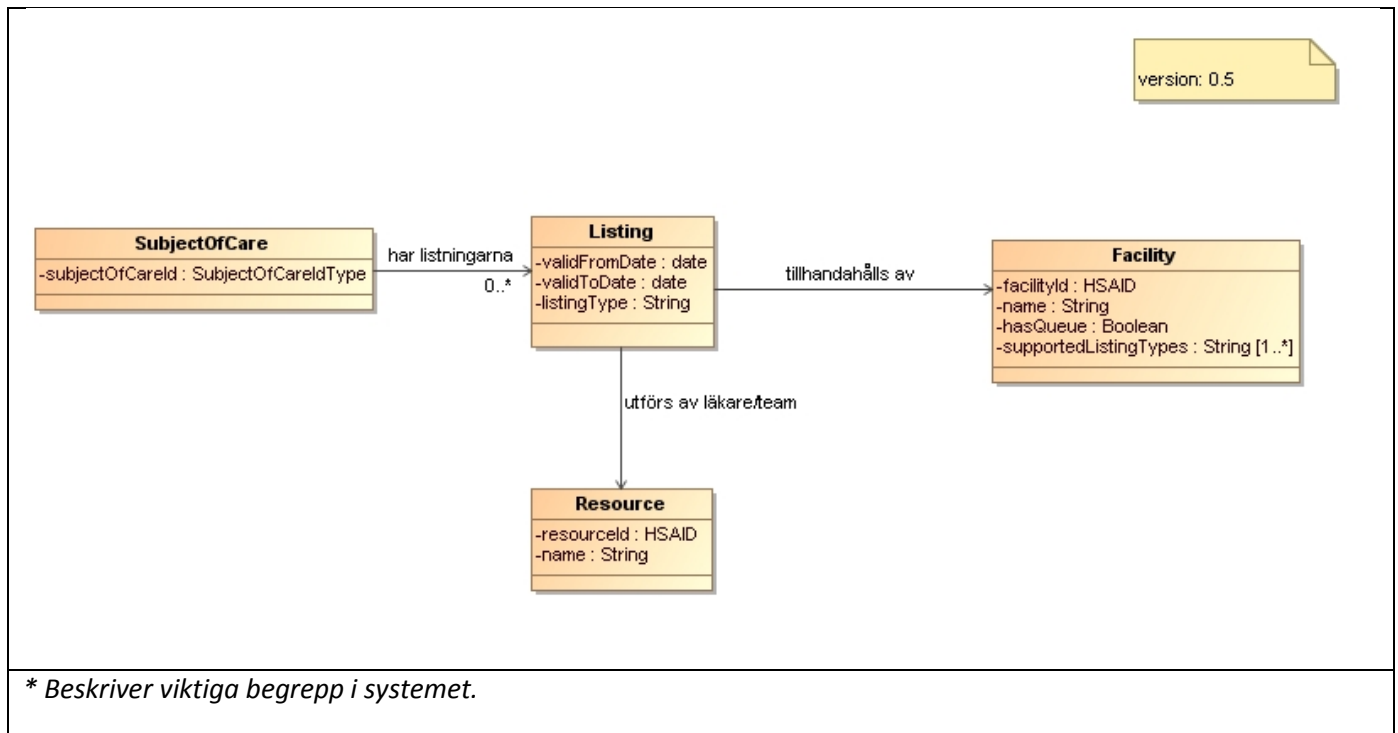 version: 0.5
SubjectOfCare
-subjectOfCareId : SubjectOfCareIdType
har listningarna
0..*
Listing
-validFromDate : date
-validToDate : date
-listingType : String
tillhandahålls av
Facility
-facilityId : HSAID
-name : String
-hasQueue : Boolean
-supportedListingTypes : String [1..*]
utförs av läkare/team
Resource
-resourceId : HSAID
-name : String
* Beskriver viktiga begrepp i systemet.